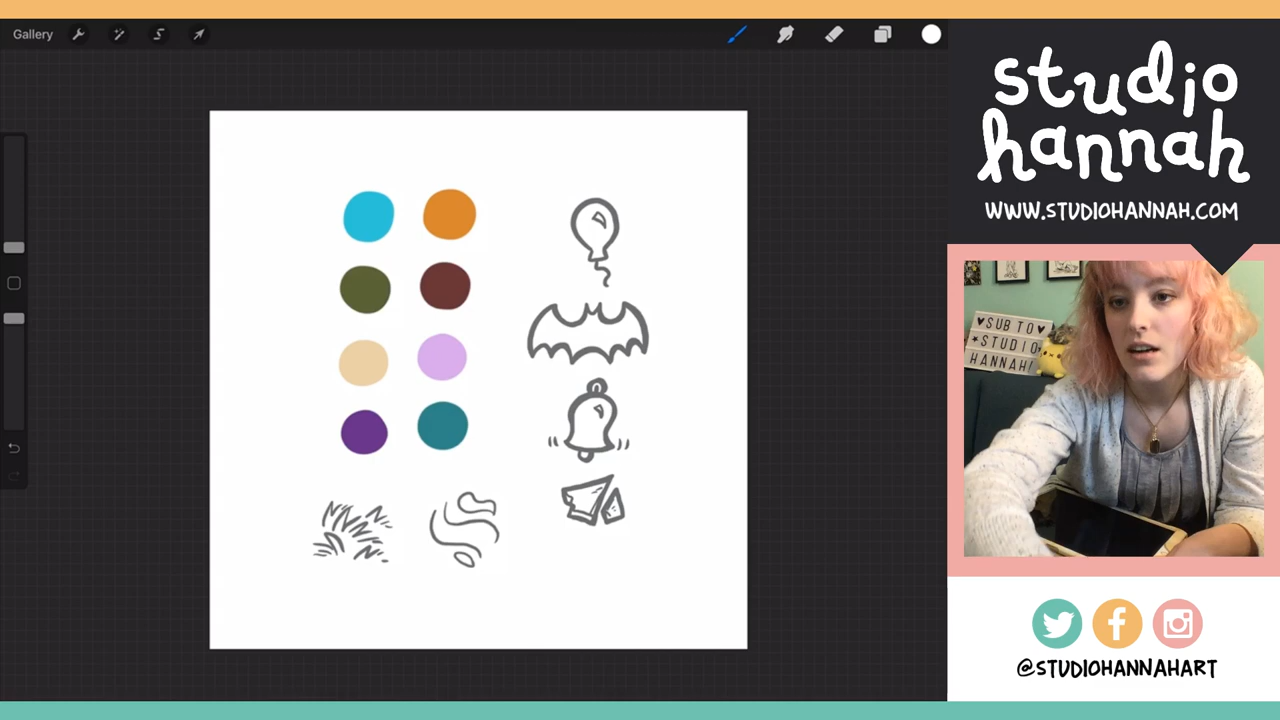 Gallery
studio
hannah
WWW.STUDIOHANNAH.COM
♥SUB TO♥
★STUDIO
HANNAH!
@STUDIOHANNAHART